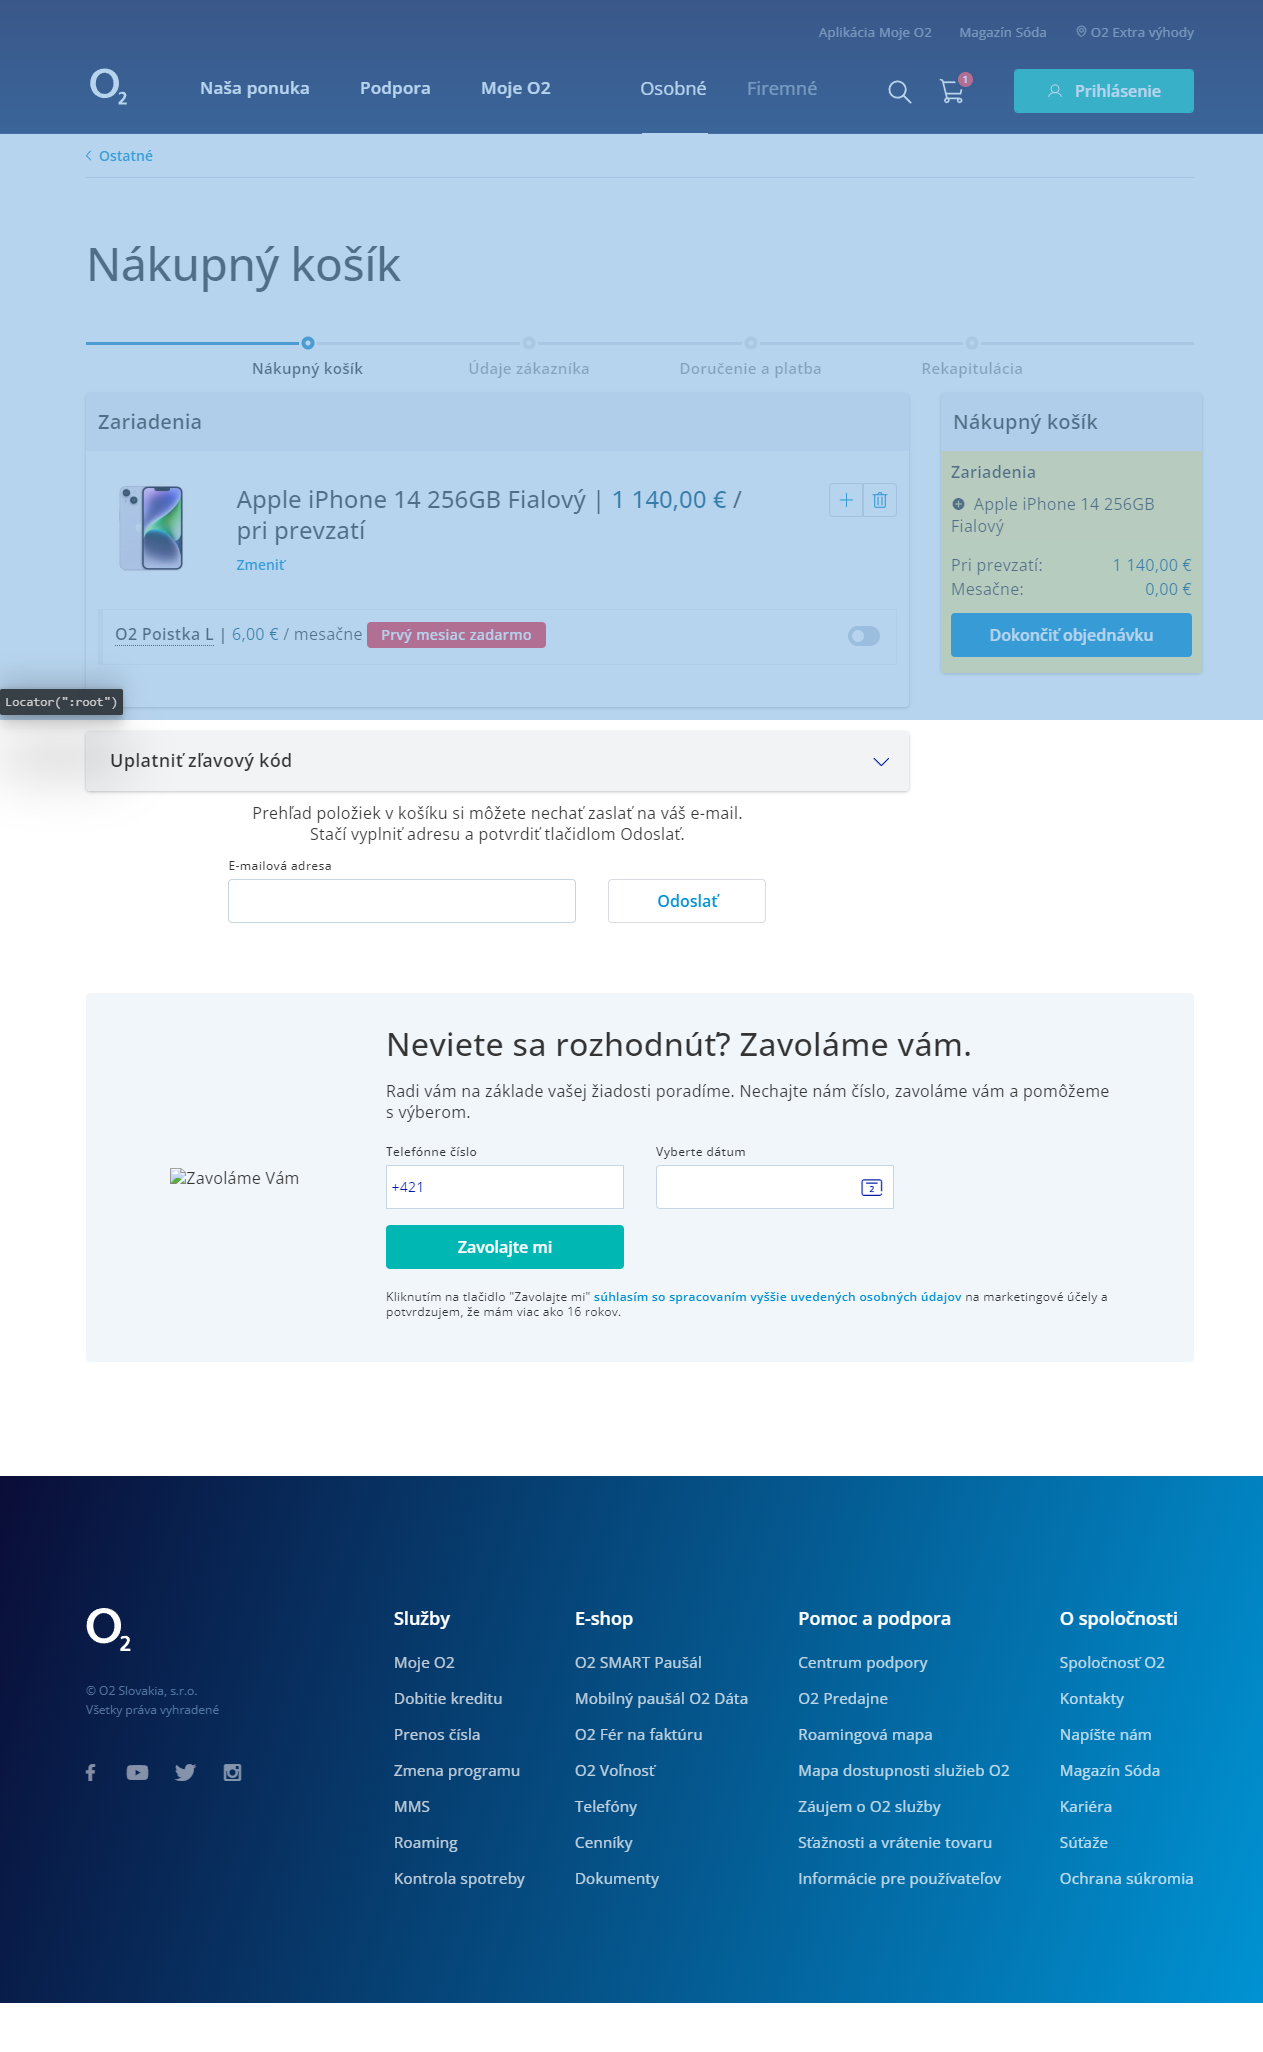 Aplikácia Moje O2 Magazín Sóda O2 Extra výhody
O2 Naša ponuka Podpora Moje O2 Osobné Firemné 1 Prihlásenie
Ostatné
Nákupný košík
Nákupný košík Údaje zákazníka Doručenie a platba Rekapitulácia
Zariadenia
Apple iPhone 14 256GB Fialový | 1 140,00 € /
pri prevzatí
Zmeniť
O2 Poistka L | 6,00 € / mesačne Prvý mesiac zadarmo
Nákupný košík
Zariadenia
Apple iPhone 14 256GB
Fialový
Pri prevzatí: 1 140,00 €
Mesačne: 0,00 €
Dokončiť objednávku
Locator(":root")
Uplatniť zľavový kód
Prehľad položiek v košíku si môžete nechať zaslať na váš e-mail.
Stačí vyplniť adresu a potvrdiť tlačidlom Odoslať.
E-mailová adresa
Odoslať
Neviete sa rozhodnúť? Zavoláme vám.
Radi vám na základe vašej žiadosti poradíme. Nechajte nám číslo, zavoláme vám a pomôžeme
s výberom.
Zavoláme Vám
Telefónne číslo Vyberte dátum
+421 2
Zavolajte mi
Kliknutím na tlačidlo "Zavolajte mi" súhlasím so spracovaním vyššie uvedených osobných údajov na marketingové účely a
potvrdzujem, že mám viac ako 16 rokov.
O2
© O2 Slovakia, s.r.o.
Všetky práva vyhradené
Služby
Moje O2
Dobitie kreditu
Prenos čísla
Zmena programu
MMS
Roaming
Kontrola spotreby
E-shop
O2 SMART Paušál
Mobilný paušál O2 Dáta
O2 Fér na faktúru
O2 Voľnosť
Telefóny
Cenníky
Dokumenty
Pomoc a podpora
Centrum podpory
O2 Predajne
Roamingová mapa
Mapa dostupnosti služieb O2
Záujem o O2 služby
Sťažnosti a vrátenie tovaru
Informácie pre používateľov
O spoločnosti
Spoločnosť O2
Kontakty
Napíšte nám
Magazín Sóda
Kariéra
Súťaže
Ochrana súkromia